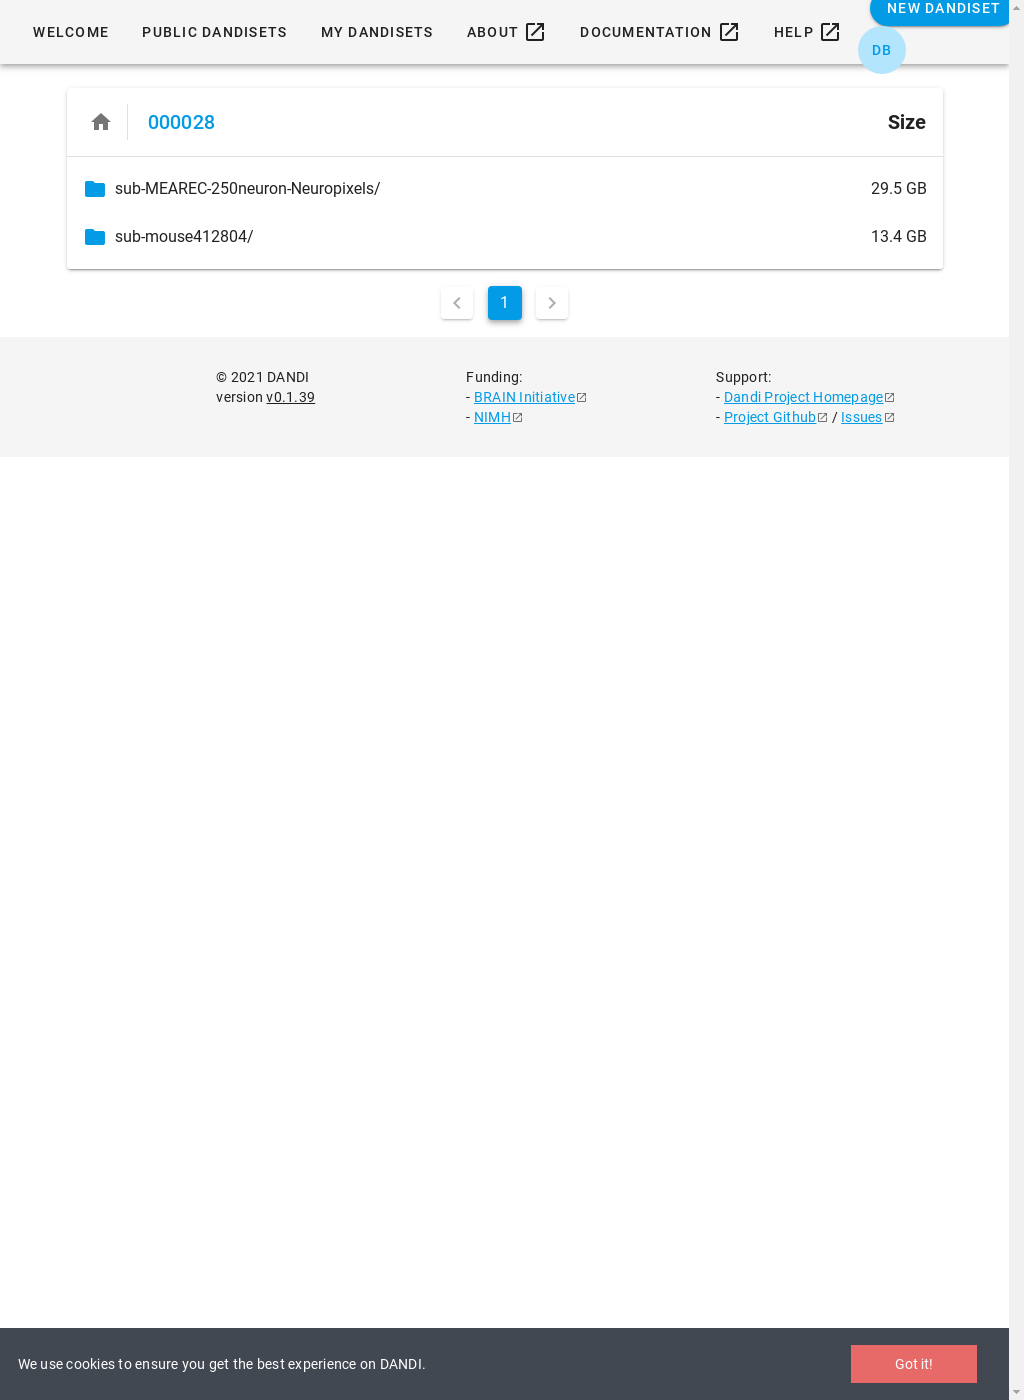 NEW DANDISET
WELCOME PUBLIC DANDISETS MY DANDISETS ABOUT DOCUMENTATION HELP
DB
000028 Size
sub-MEAREC-250neuron-Neuropixels/ 29.5 GB
sub-mouse412804/ 13.4 GB
1
© 2021 DANDI Funding: Support:
version v0.1.39 - BRAIN Initiative - Dandi Project Homepage
- NIMH - Project Github / Issues
We use cookies to ensure you get the best experience on DANDI. Got it!